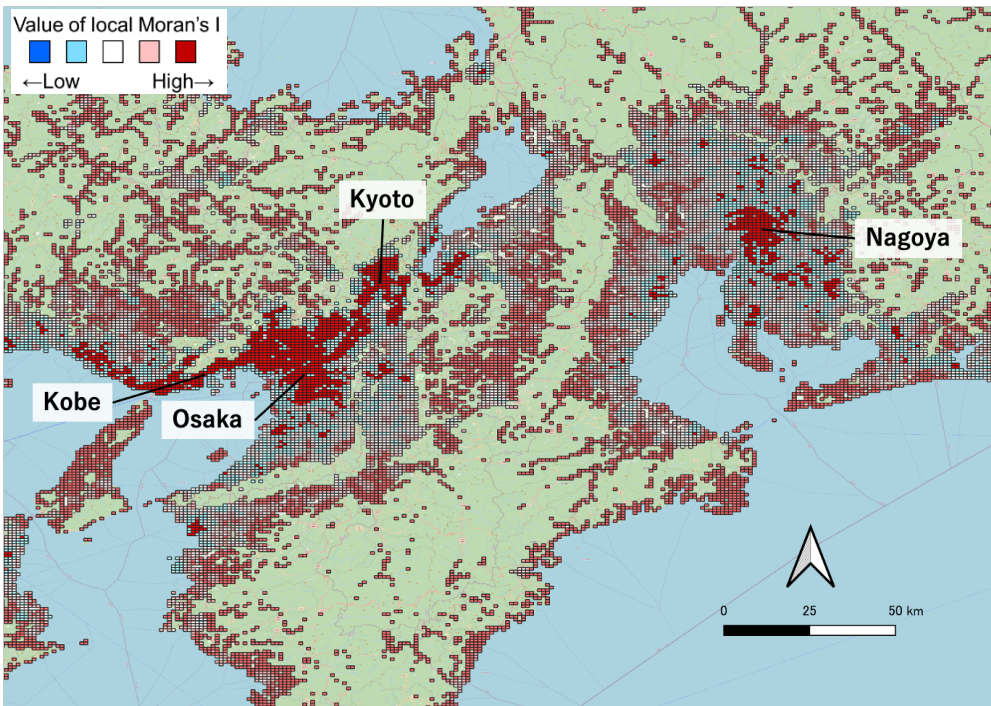 Value of local Moran's I
←Low High→
Kyoto
Nagoya
Kobe
Osaka
0 25 50 km